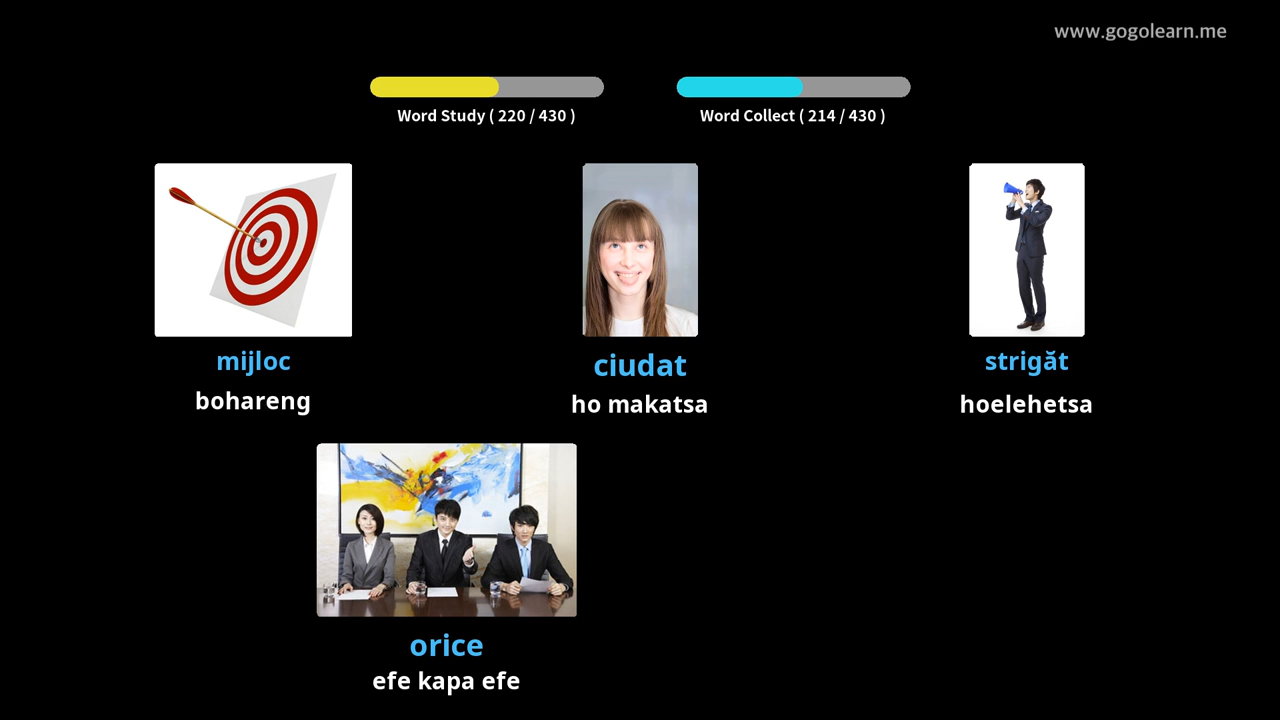 www.gogolearn.me
Word Study ( 220 / 430 )
Word Collect ( 214 / 430 )
mijloc
bohareng
ciudat
ho makatsa
strigăt
hoelehetsa
orice
efe kapa efe